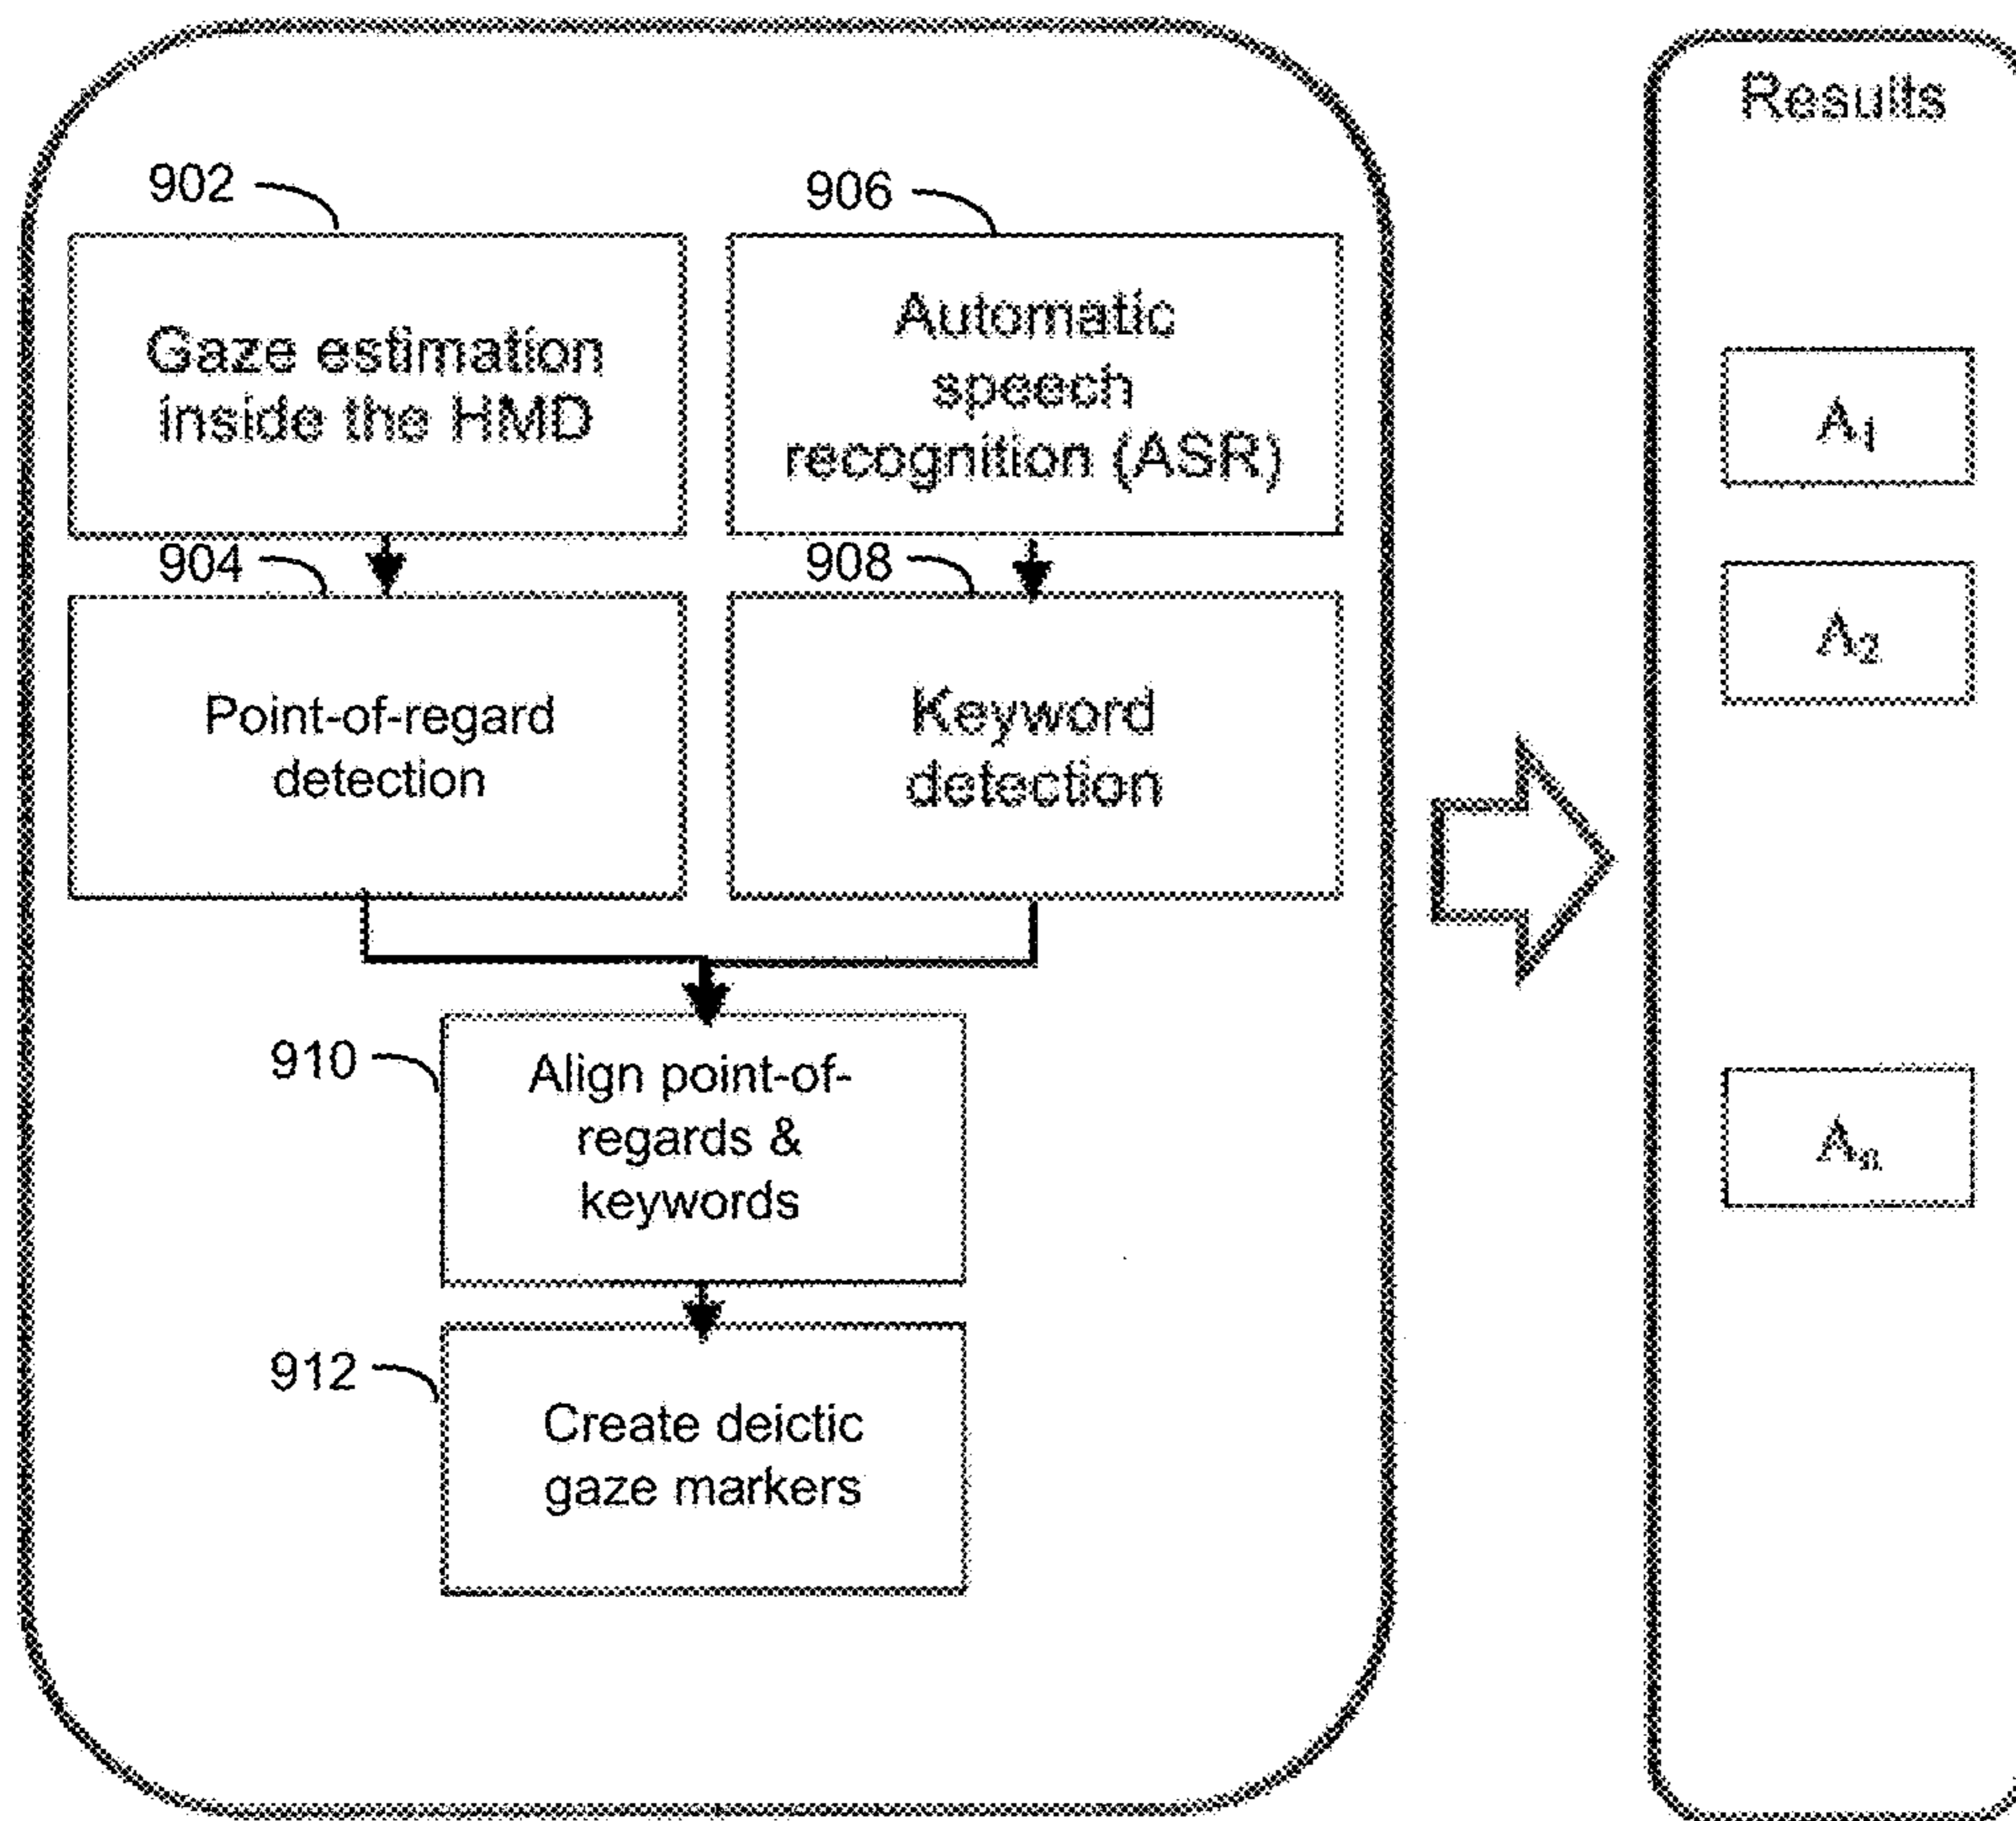 902
Gaze estimation
inside the HMD
906
Automatic
speech
recognition (ASR)
904
Point-of-regard
detection
908
Keyword
detection
910
Align point-of-
regards &
keywords
912
Create deictic
gaze markers
Results
A1
A2
An